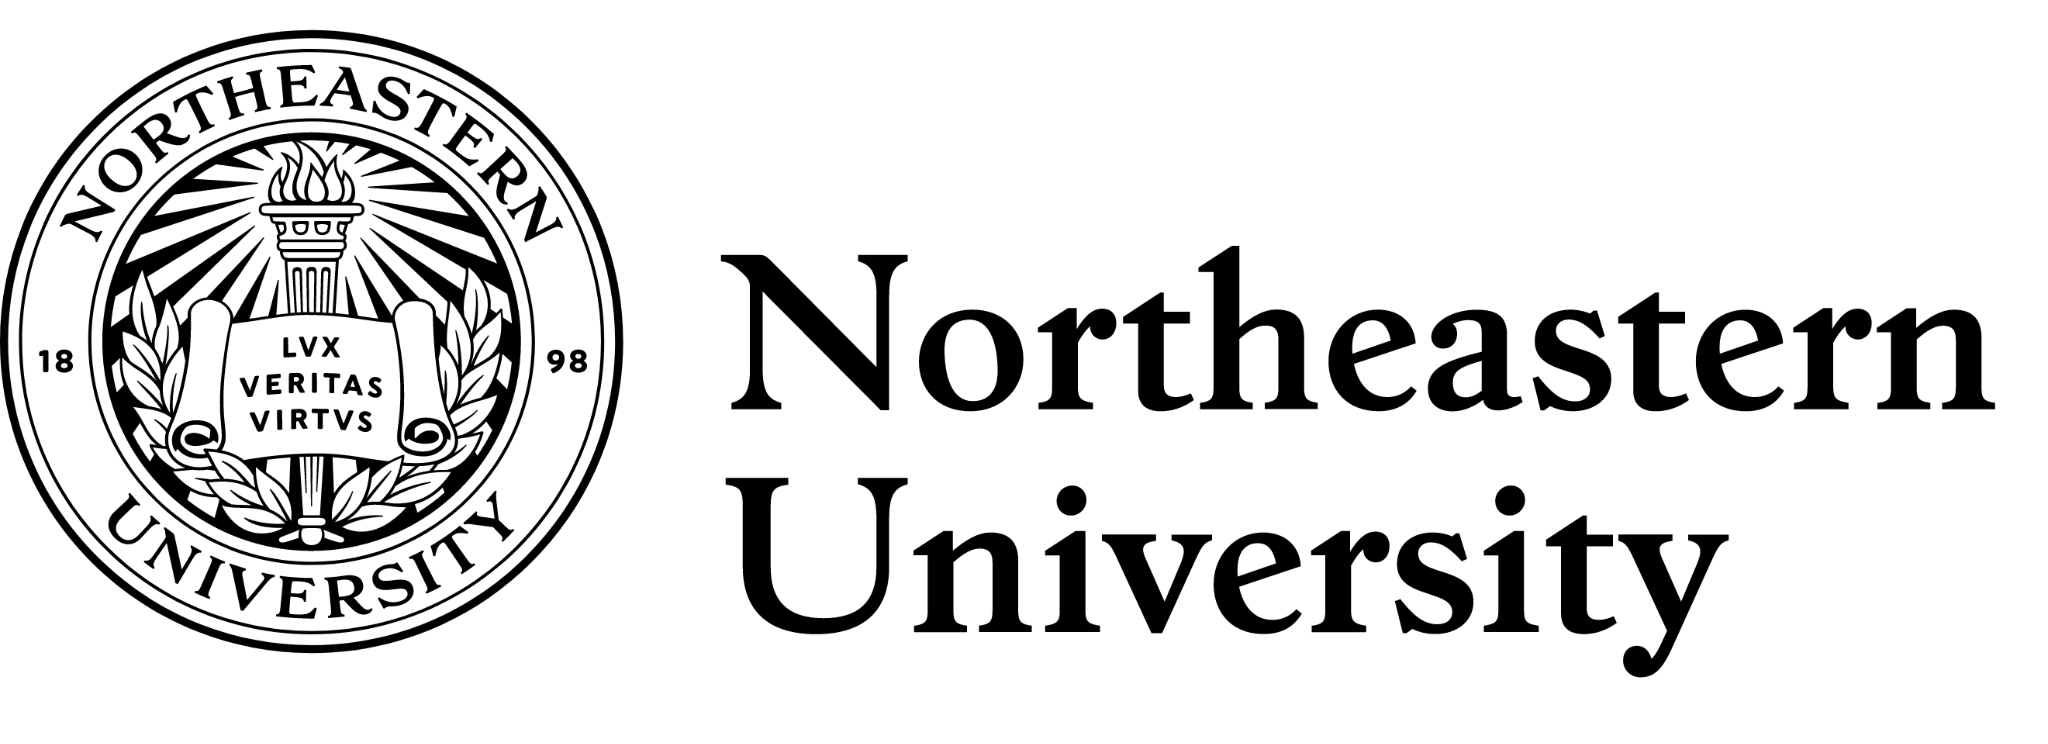 NORTHEASTERN
18 98
LVX
VERITAS
VIRTVS
UNIVERSITY
Northeastern
University